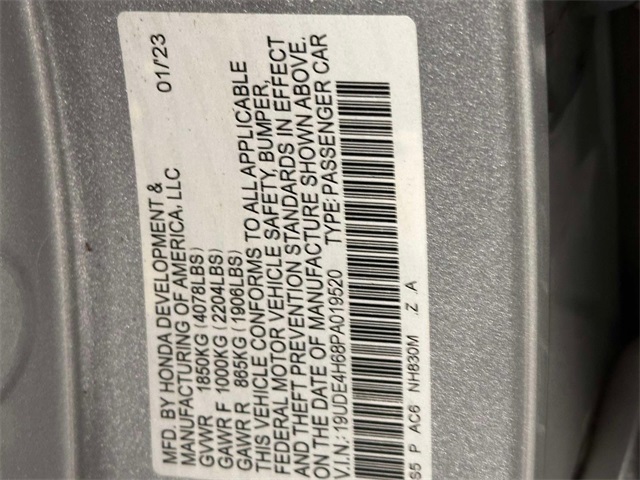 MFD. BY HONDA DEVELOPMENT & 01/'23
MANUFACTURING OF AMERICA, LLC
GVWR 1850KG (4078LBS)
GAWR F 1000KG (2204LBS)
GAWR R 865KG (1908LBS)
THIS VEHICLE CONFORMS TO ALL APPLICABLE
FEDERAL MOTOR VEHICLE SAFETY, BUMPER,
AND THEFT PREVENTION STANDARDS IN EFFECT
ON THE DATE OF MANUFACTURE SHOWN ABOVE.
V.I.N.: 19UDE4H68PA019520 TYPE: PASSENGER CAR
S5 P AC6 NH830M .Z .A